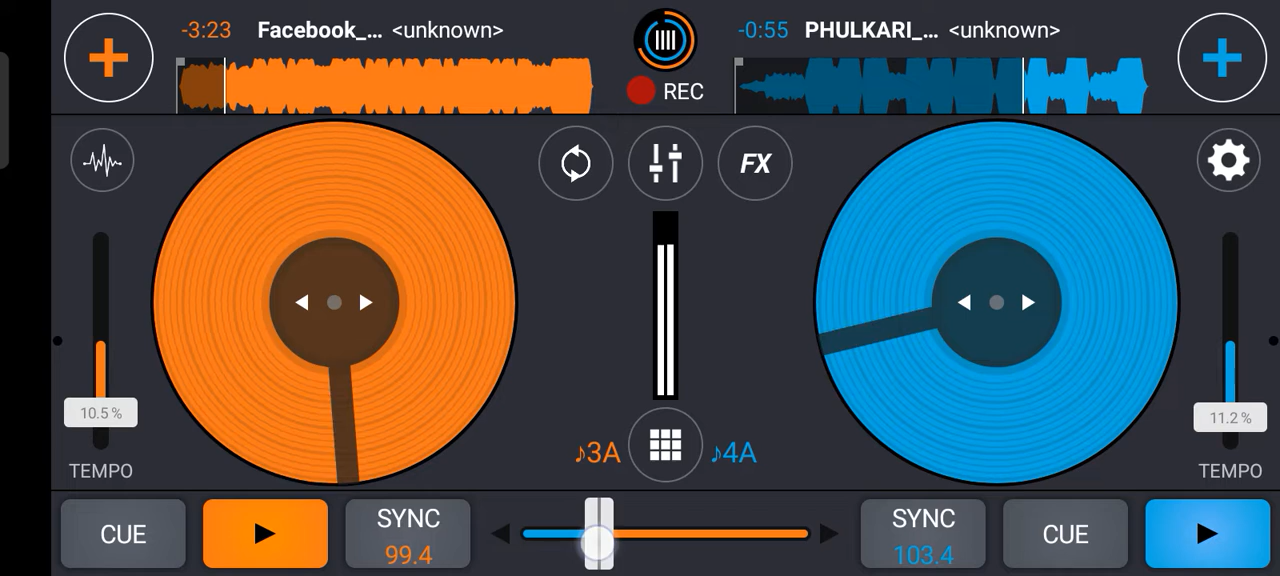 -3:23 Facebook_... <unknown>
-0:55 PHULKARI_... <unknown>
REC
FX
10.5 %
11.2 %
TEMPO
TEMPO
♪3A
♪4A
CUE
SYNC
99.4
SYNC
103.4
CUE